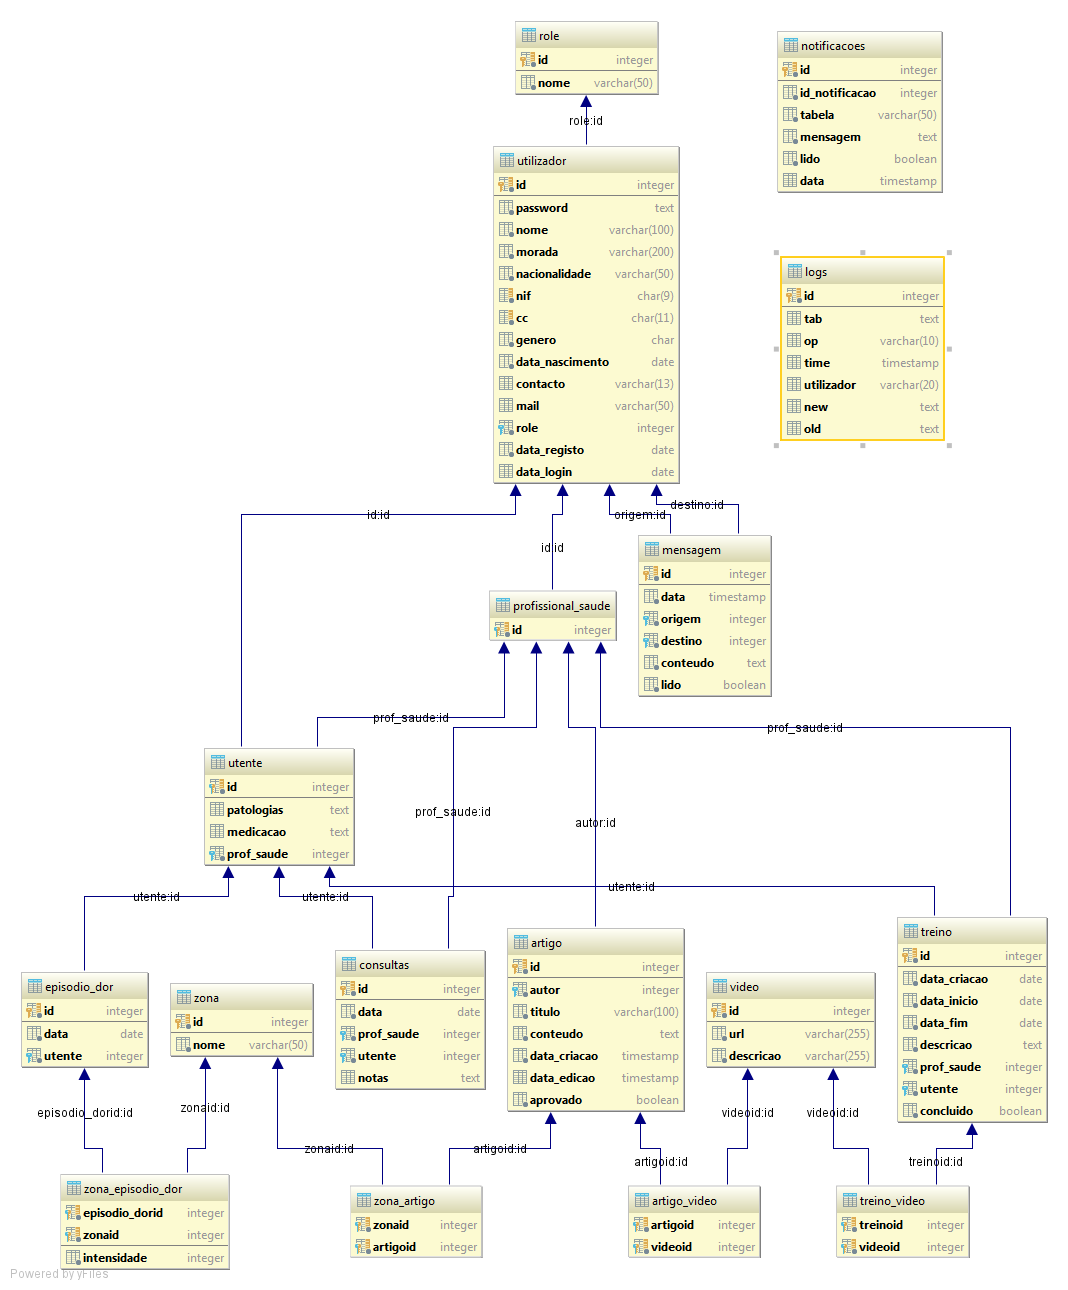 role
id integer
nome varchar(50)
notificacoes
id integer
id_notificacao integer
tabela varchar(50)
mensagem text
lido boolean
data timestamp
role:id
utilizador
id integer
password text
nome varchar(100)
morada varchar(200)
nacionalidade varchar(50)
nif char(9)
cc char(11)
genero char
data_nascimento date
contacto varchar(13)
mail varchar(50)
role integer
data_registo date
data_login date
logs
id integer
tab text
op varchar(10)
time timestamp
utilizador varchar(20)
new text
old text
id:id
id:id
origem:id
destino:id
mensagem
id integer
data timestamp
origem integer
destino integer
conteudo text
lido boolean
profissional_saude
id integer
prof_saude:id
prof_saude:id
autor:id
prof_saude:id
utente
id integer
patologias text
medicacao text
prof_saude integer
utente:id
utente:id
utente:id
episodio_dor
id integer
data date
utente integer
zona
id integer
nome varchar(50)
consultas
id integer
data date
prof_saude integer
utente integer
notas text
artigo
id integer
autor integer
titulo varchar(100)
conteudo text
data_criacao timestamp
data_edicao timestamp
aprovado boolean
video
id integer
url varchar(255)
descricao varchar(255)
treino
id integer
data_criacao date
data_inicio date
data_fim date
descricao text
prof_saude integer
utente integer
concluido boolean
episodio_dorid:id
zonaid:id
zonaid:id
artigoid:id
artigoid:id
videoid:id
videoid:id
treinoid:id
zona_episodio_dor
episodio_dorid integer
zonaid integer
intensidade integer
zona_artigo
zonaid integer
artigoid integer
artigo_video
artigoid integer
videoid integer
treino_video
treinoid integer
videoid integer
Powered by yFiles